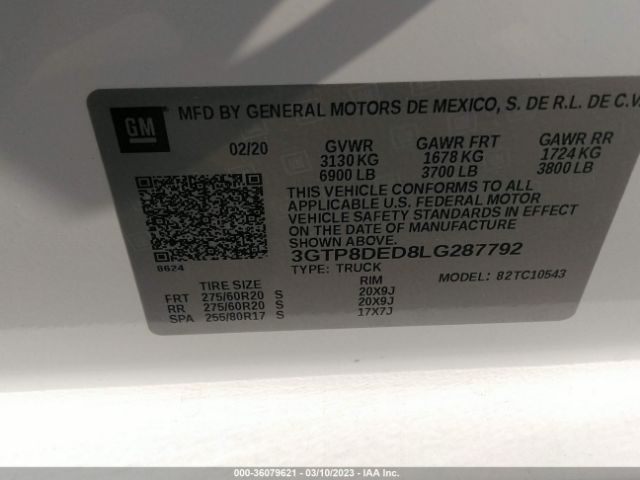 GM
MFD BY GENERAL MOTORS DE MEXICO, S. DE R.L. DE C.V.
02/20 GVWR GAWR FRT GAWR RR
3130 KG 1678 KG 1724 KG
6900 LB 3700 LB 3800 LB
THIS VEHICLE CONFORMS TO ALL
APPLICABLE U.S. FEDERAL MOTOR
VEHICLE SAFETY STANDARDS IN EFFECT
ON THE DATE OF MANUFACTURE
SHOWN ABOVE.
3GTP8DED8LG287792
8624
TYPE: TRUCK MODEL: 82TC10543
TIRE SIZE RIM
FRT 275/60R20 S 20X9J
RR 275/60R20 S 20X9J
SPA 255/80R17 S 17X7J
000-36079621 - 03/10/2023 - IAA Inc.